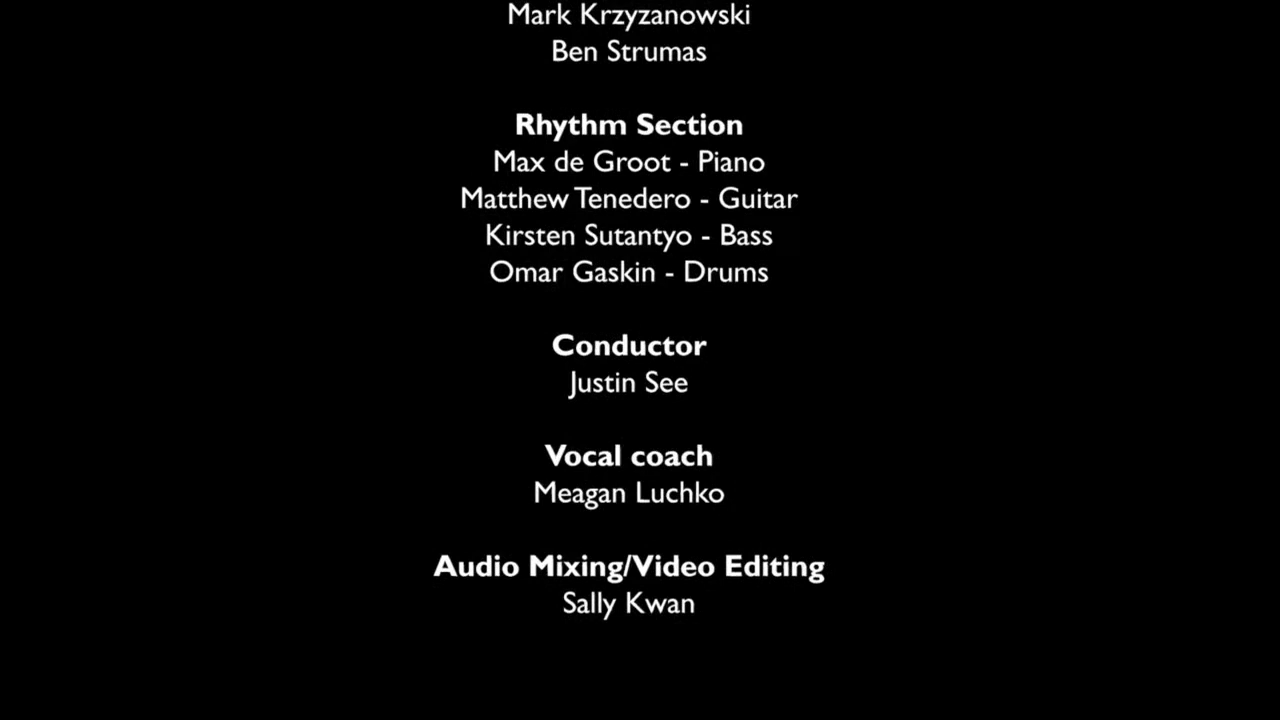 Mark Krzyzanowski
Ben Strumas
Rhythm Section
Max de Groot - Piano
Matthew Tenedero - Guitar
Kirsten Sutantyo - Bass
Omar Gaskin - Drums
Conductor
Justin See
Vocal coach
Meagan Luchko
Audio Mixing/Video Editing
Sally Kwan